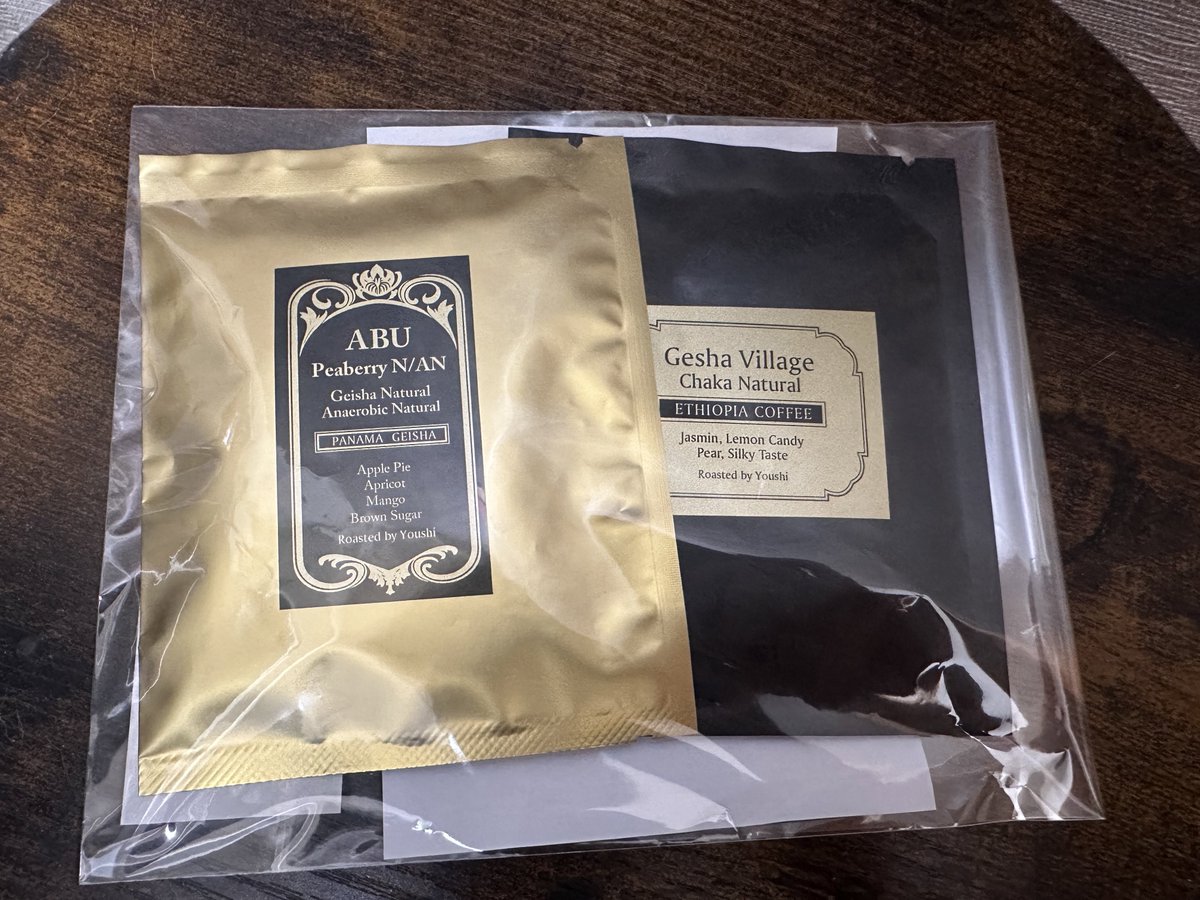 ABU
Peaberry N/AN
Geisha Natural
Anaerobic Natural
PANAMA GEISHA
Apple Pie
Apricot
Mango
Brown Sugar
Roasted by Youshi
Gesha Village
Chaka Natural
ETHIOPIA COFFEE
Jasmin, Lemon Candy
Pear, Silky Taste
Roasted by Youshi